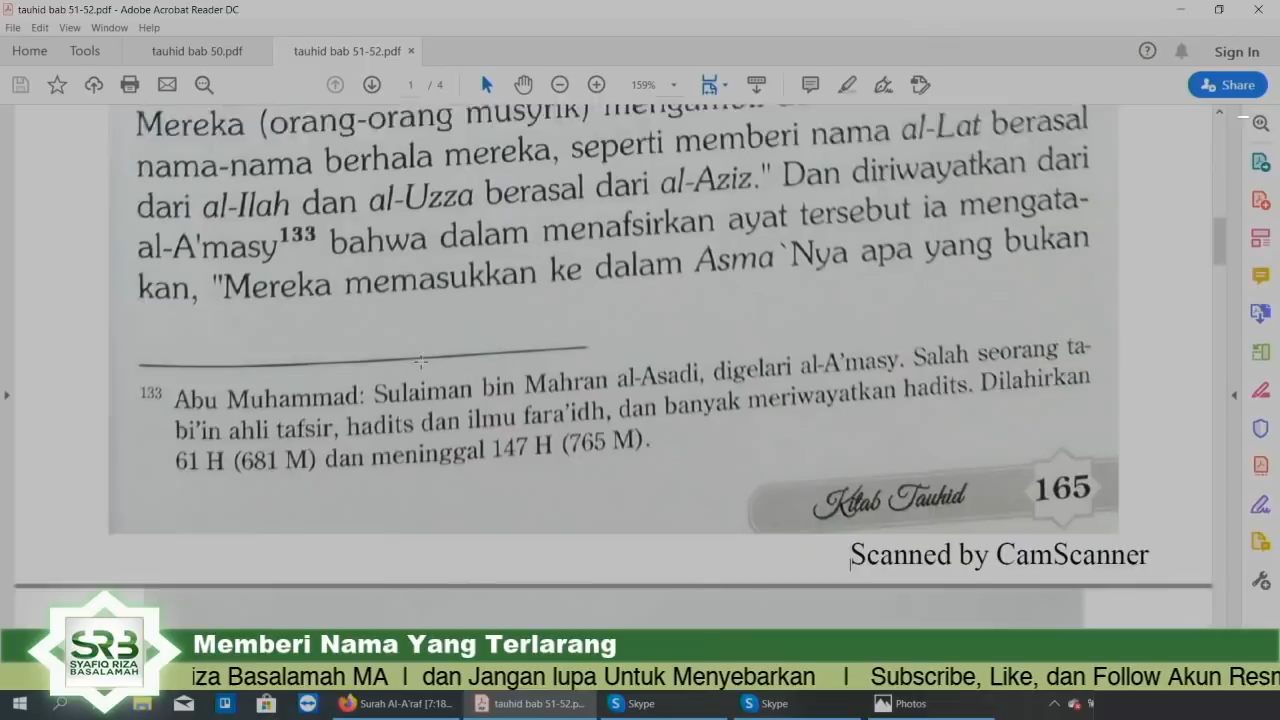 tauhid bab 51-52.pdf - Adobe Acrobat Reader DC
File Edit View Window Help
Home Tools tauhid bab 50.pdf tauhid bab 51-52.pdf × Sign In
1 / 4 159% Share
Mereka (orang-orang musyrik)
nama-nama berhala mereka, seperti memberi nama al-Lat berasal
dari al-Ilah dan al-Uzza berasal dari al-Aziz." Dan diriwayatkan dari
al-A'masy133 bahwa dalam menafsirkan ayat tersebut ia mengata-
kan, "Mereka memasukkan ke dalam Asma`Nya apa yang bukan
133 Abu Muhammad: Sulaiman bin Mahran al-Asadi, digelari al-A'masy. Salah seorang ta-
bi'in ahli tafsir, hadits dan ilmu fara'idh, dan banyak meriwayatkan hadits. Dilahirkan
61 H (681 M) dan meninggal 147 H (765 M).
Kitab Tauhid 165
Scanned by CamScanner
SRB
SYAFIQ RIZA
BASALAMAH
Memberi Nama Yang Terlarang
iza Basalamah MA I dan Jangan lupa Untuk Menyebarkan I Subscribe, Like, dan Follow Akun Resm
Surah Al-A'raf [7:18... tauhid bab 51-52.p... Skype Skype Photos